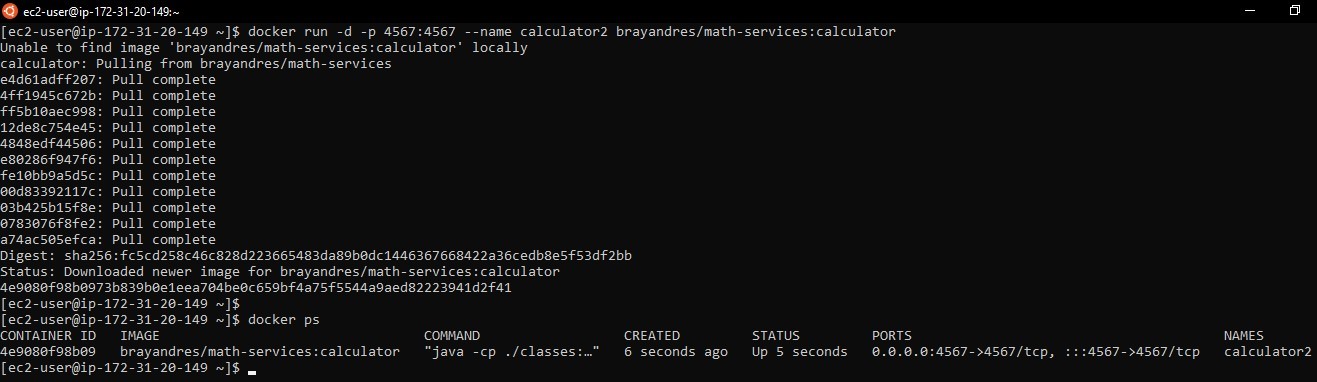 ec2-user@ip-172-31-20-149:~
[ec2-user@ip-172-31-20-149 ~]$ docker run -d -p 4567:4567 --name calculator2 brayandres/math-services:calculator
Unable to find image 'brayandres/math-services:calculator' locally
calculator: Pulling from brayandres/math-services
e4d61adff207: Pull complete
4ff1945c672b: Pull complete
ff5b10aec998: Pull complete
12de8c754e45: Pull complete
4848edf44506: Pull complete
e80286f947f6: Pull complete
fe10bb9a5d5c: Pull complete
00d83392117c: Pull complete
03b425b15f8e: Pull complete
0783076f8fe2: Pull complete
a74ac505efca: Pull complete
Digest: sha256:fc5cd258c46c828d223665483da89b0dc1446367668422a36cedb8e5f53df2bb
Status: Downloaded newer image for brayandres/math-services:calculator
4e9080f98b0973b839b0e1eea704be0c659bf4a75f5544a9aed82223941d2f41
[ec2-user@ip-172-31-20-149 ~]$
[ec2-user@ip-172-31-20-149 ~]$ docker ps
CONTAINER ID   IMAGE                                 COMMAND                  CREATED         STATUS         PORTS                                       NAMES
4e9080f98b09   brayandres/math-services:calculator   "java -cp ./classes:…"   6 seconds ago   Up 5 seconds   0.0.0.0:4567->4567/tcp, :::4567->4567/tcp   calculator2
[ec2-user@ip-172-31-20-149 ~]$